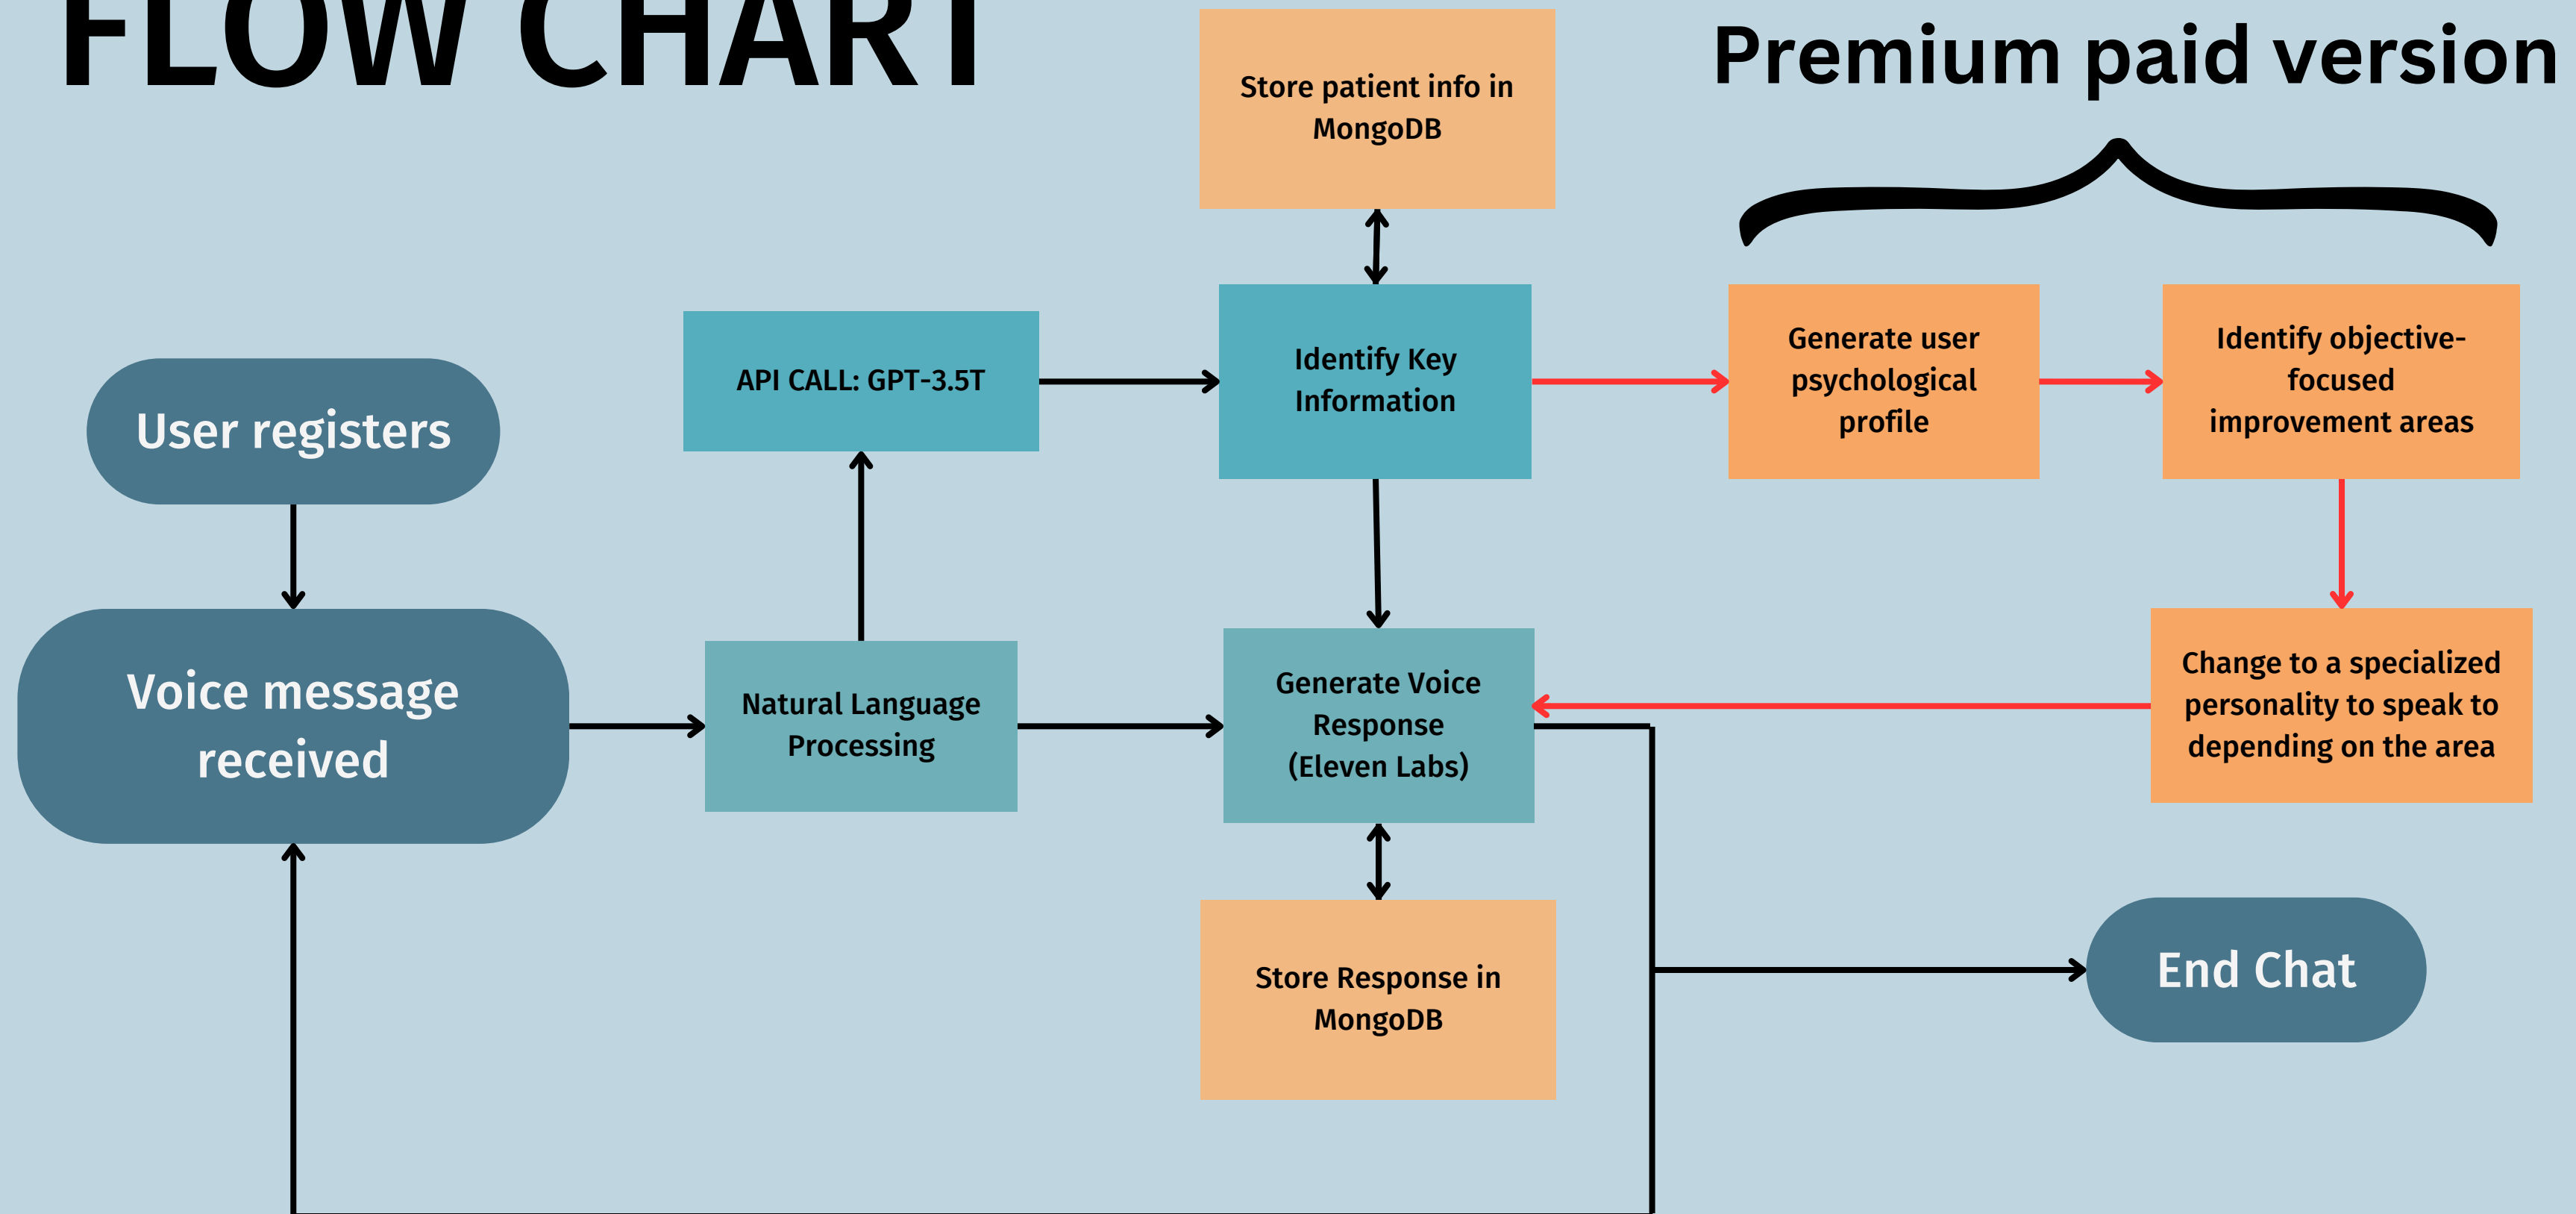 FLOW CHART
Premium paid version
Store patient info in
MongoDB
User registers
API CALL: GPT-3.5T
Identify Key
Information
Generate user
psychological
profile
Identify objective-
focused
improvement areas
Voice message
received
Natural Language
Processing
Generate Voice
Response
(Eleven Labs)
Change to a specialized
personality to speak to
depending on the area
Store Response in
MongoDB
End Chat